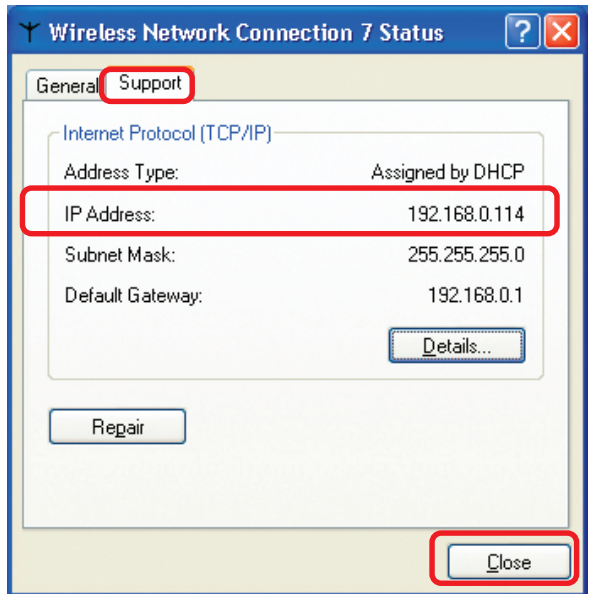 Wireless Network Connection 7 Status
General Support
Internet Protocol (TCP/IP)
Address Type: Assigned by DHCP
IP Address: 192.168.0.114
Subnet Mask: 255.255.255.0
Default Gateway: 192.168.0.1
Details...
Repair
Close